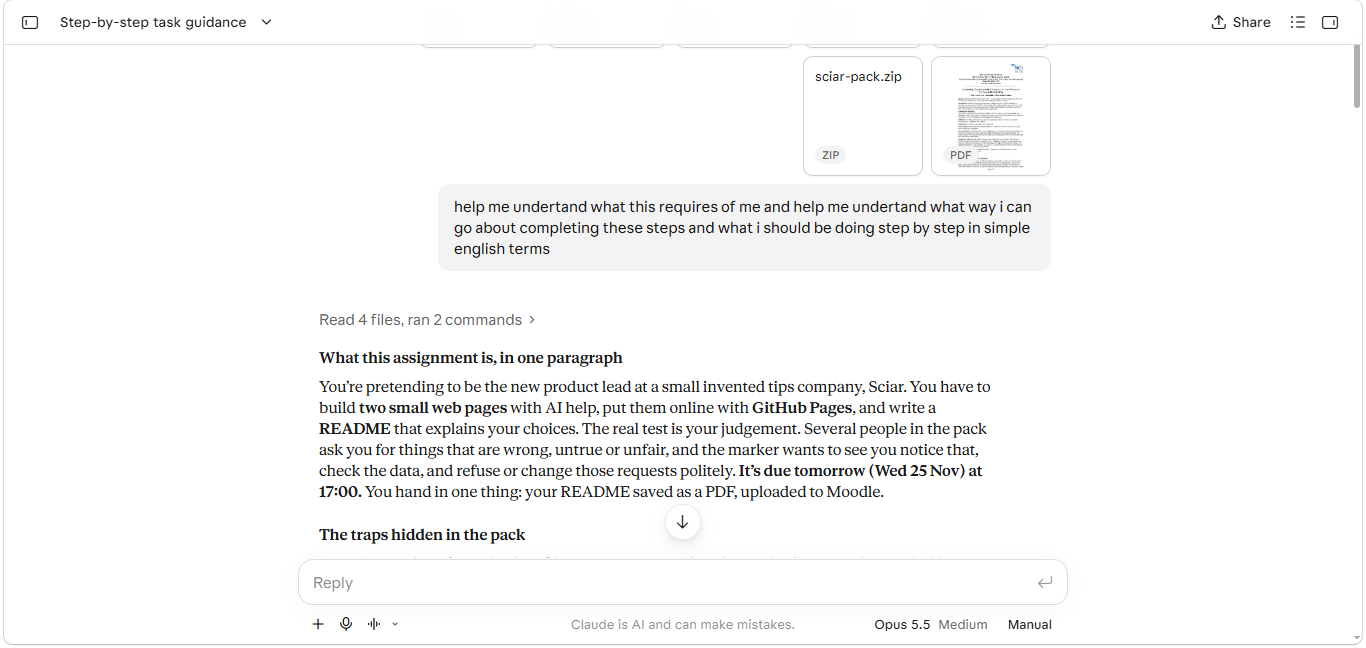 Step-by-step task guidance
Share
sciar-pack.zip
ZIP
PDF
help me undertand what this requires of me and help me undertand what way i can
go about completing these steps and what i should be doing step by step in simple
english terms
Read 4 files, ran 2 commands
What this assignment is, in one paragraph
You're pretending to be the new product lead at a small invented tips company, Sciar. You have to
build two small web pages with AI help, put them online with GitHub Pages, and write a
README that explains your choices. The real test is your judgement. Several people in the pack
ask you for things that are wrong, untrue or unfair, and the marker wants to see you notice that,
check the data, and refuse or change those requests politely. It's due tomorrow (Wed 25 Nov) at
17:00. You hand in one thing: your README saved as a PDF, uploaded to Moodle.
The traps hidden in the pack
Reply
Claude is AI and can make mistakes.
Opus 5.5 Medium
Manual